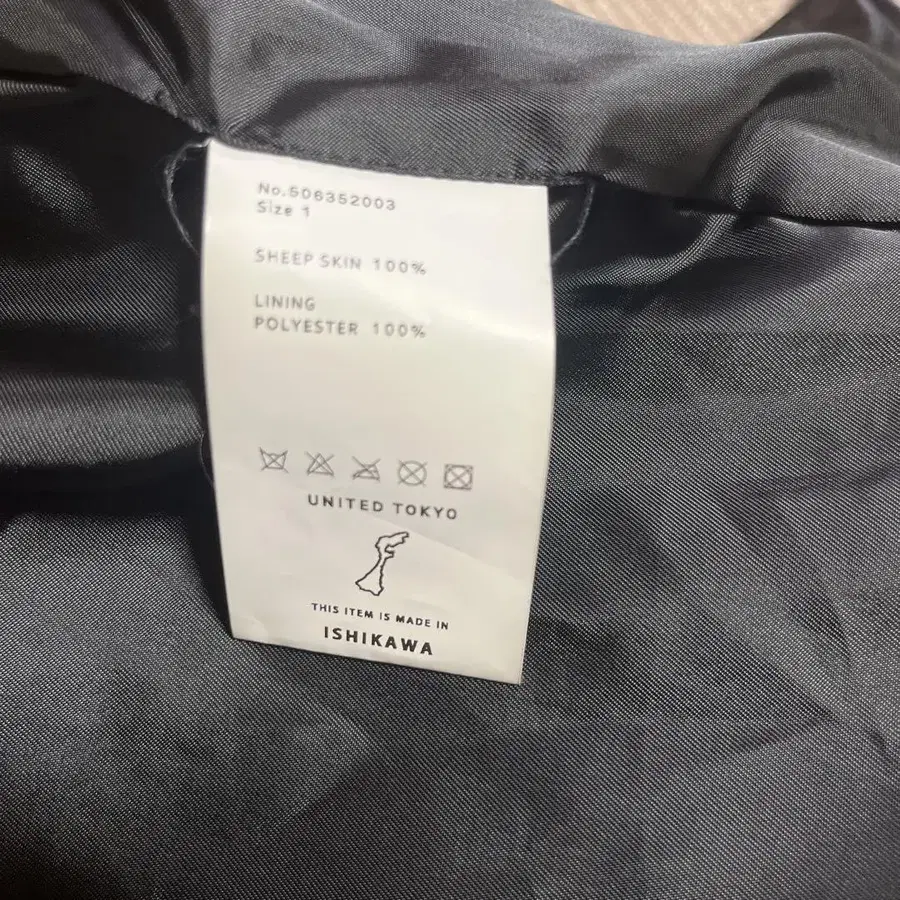 No.506352003
Size 1
SHEEP SKIN 100%
LINING
POLYESTER 100%
UNITED TOKYO
THIS ITEM IS MADE IN
ISHIKAWA